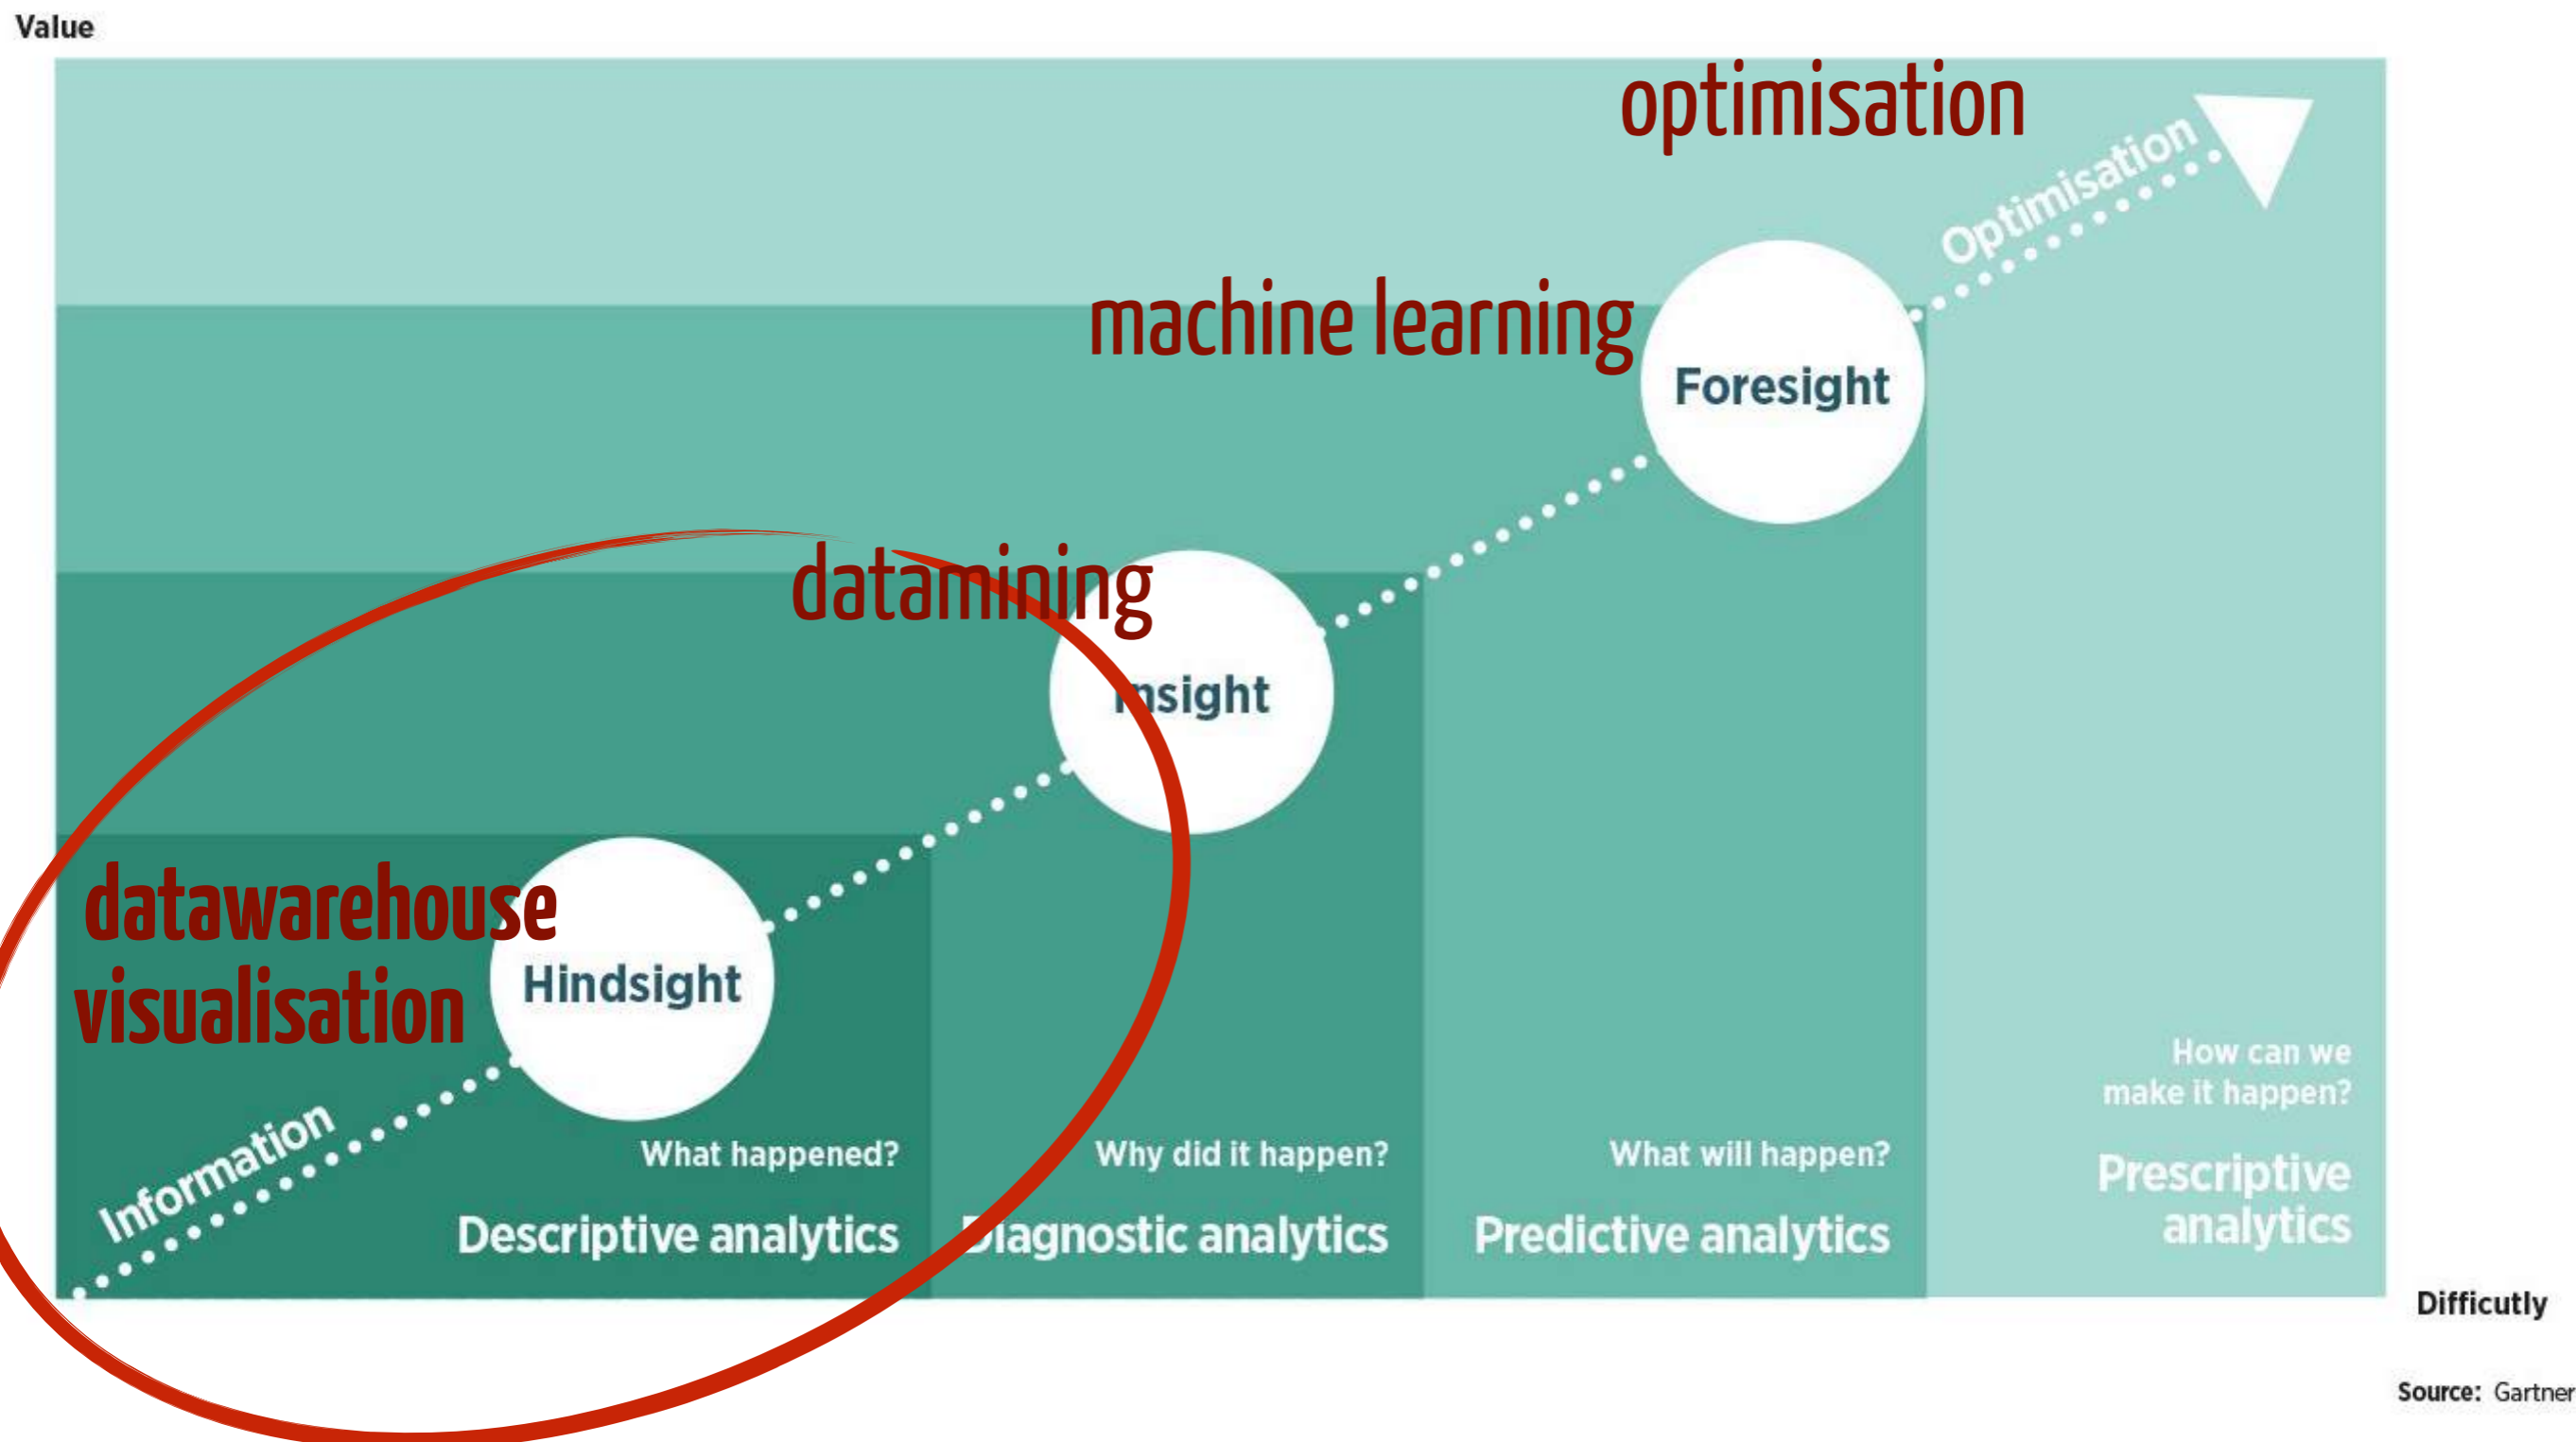 Value
optimisation
Optimisation
machine learning
Foresight
datamining
Insight
datawarehouse
visualisation
Hindsight
Information
What happened?
Descriptive analytics
Why did it happen?
Diagnostic analytics
What will happen?
Predictive analytics
How can we
make it happen?
Prescriptive
analytics
Difficutly
Source: Gartner